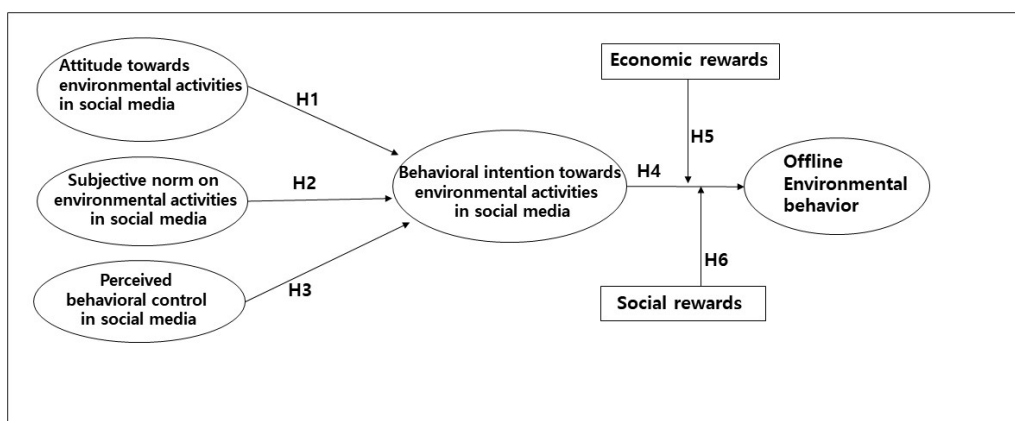 Attitude towards
environmental activities
in social media
H1
Subjective norm on
environmental activities
in social media
H2
Perceived
behavioral control
in social media
H3
Behavioral intention towards
environmental activities
in social media
H4
Economic rewards
H5
Social rewards
H6
Offline
Environmental
behavior